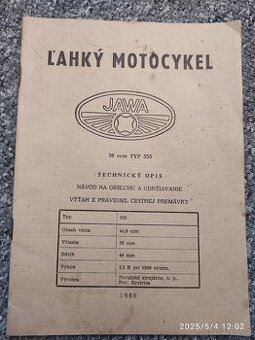 ĽAHKÝ MOTOCYKEL
JAWA
50 ccm TYP 555
TECHNICKÝ OPIS
NÁVOD NA OBSLUHU A UDRŽIAVANIE
VÝŤAH Z PRAVIDIEL CESTNEJ PREMÁVKY
Typ 555
Obsah valca 49,9 ccm
Vŕtanie 38 mm
Zdvih 44 mm
Výkon 2,2 K pri 5500 ot/min.
Výrobca Považské strojárne, n. p.,
Pov. Bystrica
1960
2025/5/4 12:02